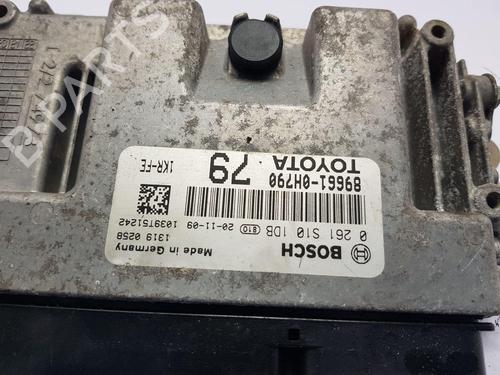 BOSCH
0 261 S10 1DB 810
20-11-09 1039T51242
1319 0258
Made in Germany
89661-0H790
TOYOTA
79
1KR-FE
B-PARTS